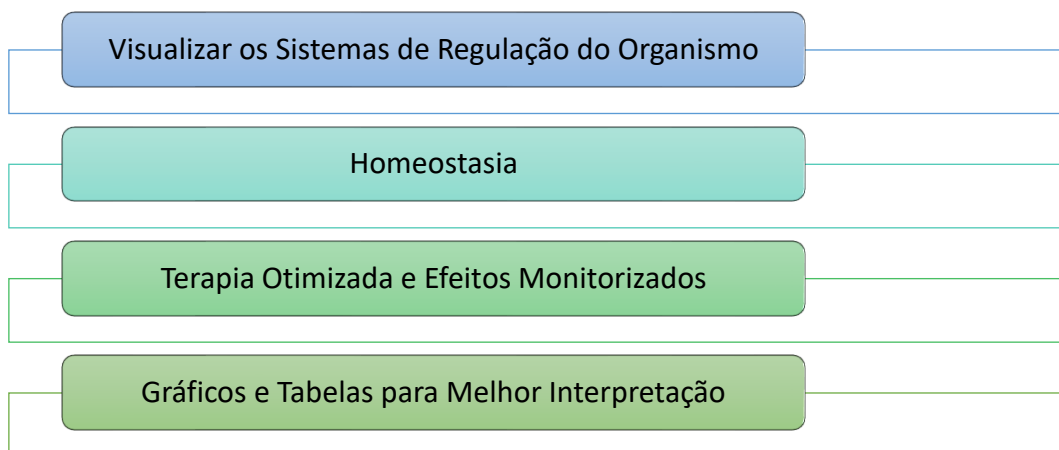 Visualizar os Sistemas de Regulação do Organismo
Homeostasia
Terapia Otimizada e Efeitos Monitorizados
Gráficos e Tabelas para Melhor Interpretação